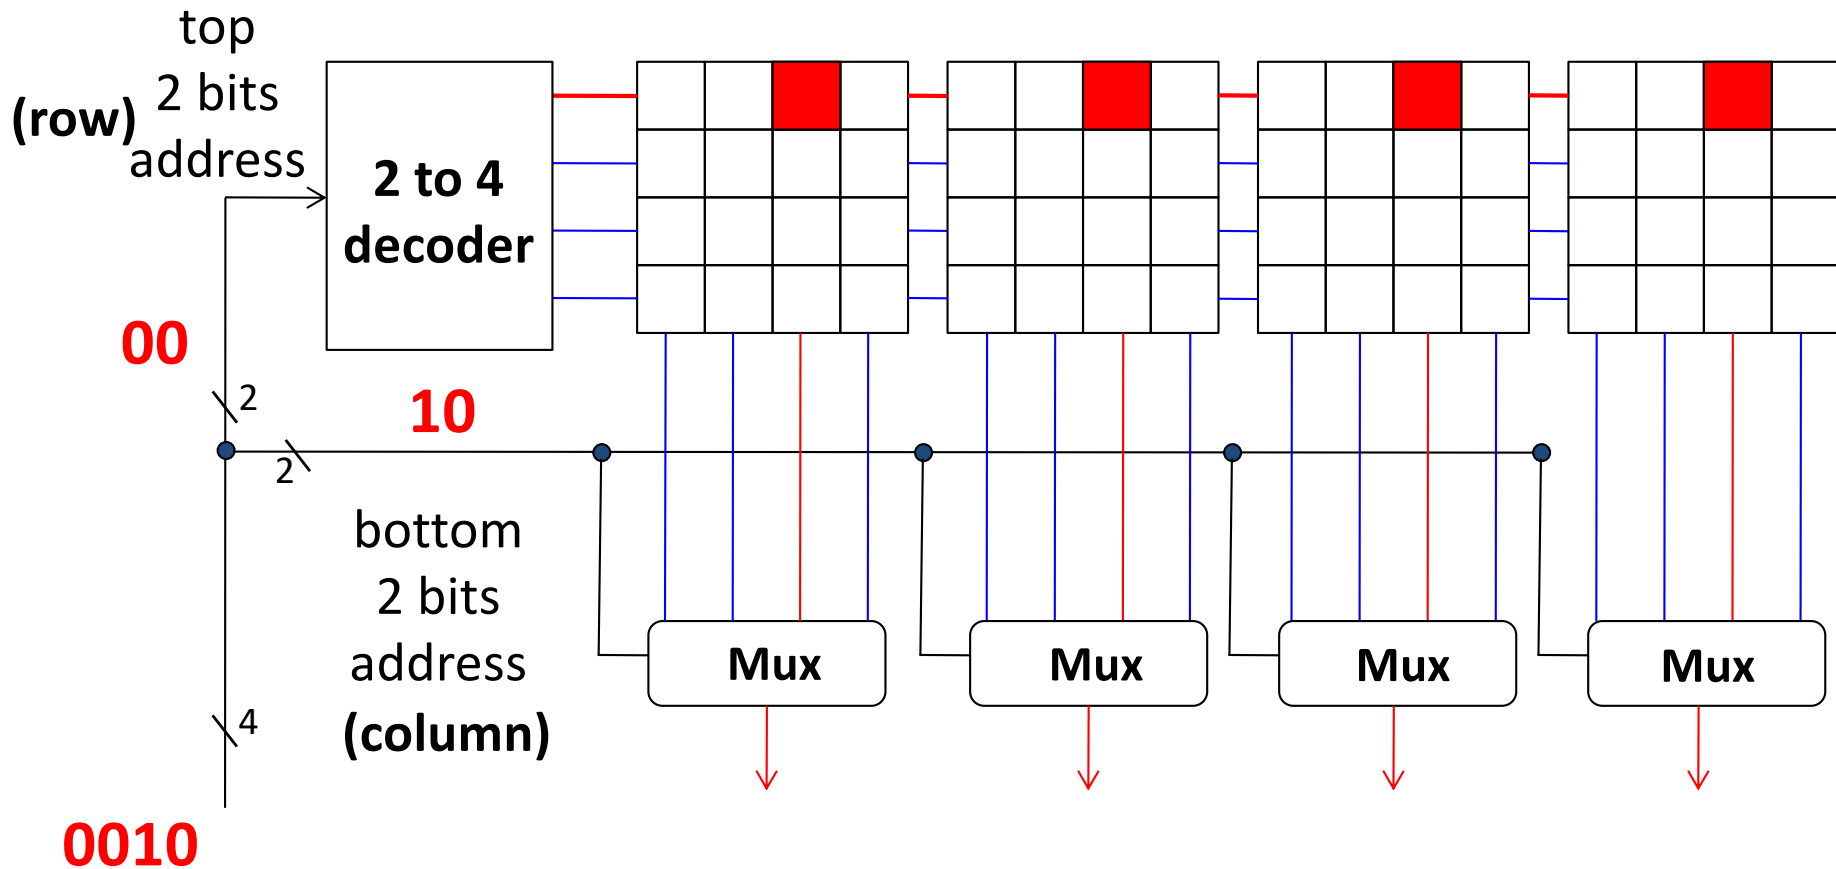 top
2 bits
(row)
address
2 to 4
decoder
00
2
10
2
bottom
2 bits
address
(column)
Mux
Mux
Mux
Mux
4
0010